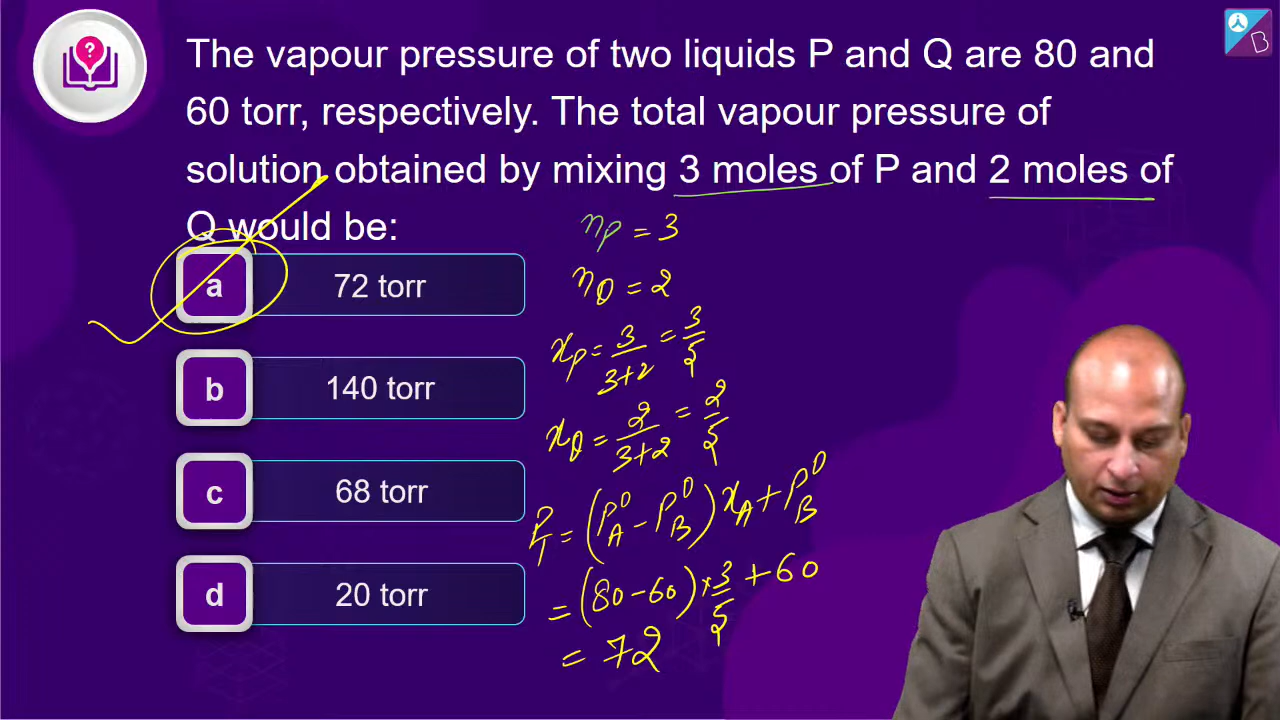 The vapour pressure of two liquids P and Q are 80 and
60 torr, respectively. The total vapour pressure of
solution obtained by mixing 3 moles of P and 2 moles of
Q would be:
a 72 torr
b 140 torr
c 68 torr
d 20 torr
nP = 3
nQ = 2
xP = 3/(3+2) = 3/5
xQ = 2/(3+2) = 2/5
PT = (P°A - P°B) xA + P°B
= (80-60) × 3/5 + 60
= 72
?
B